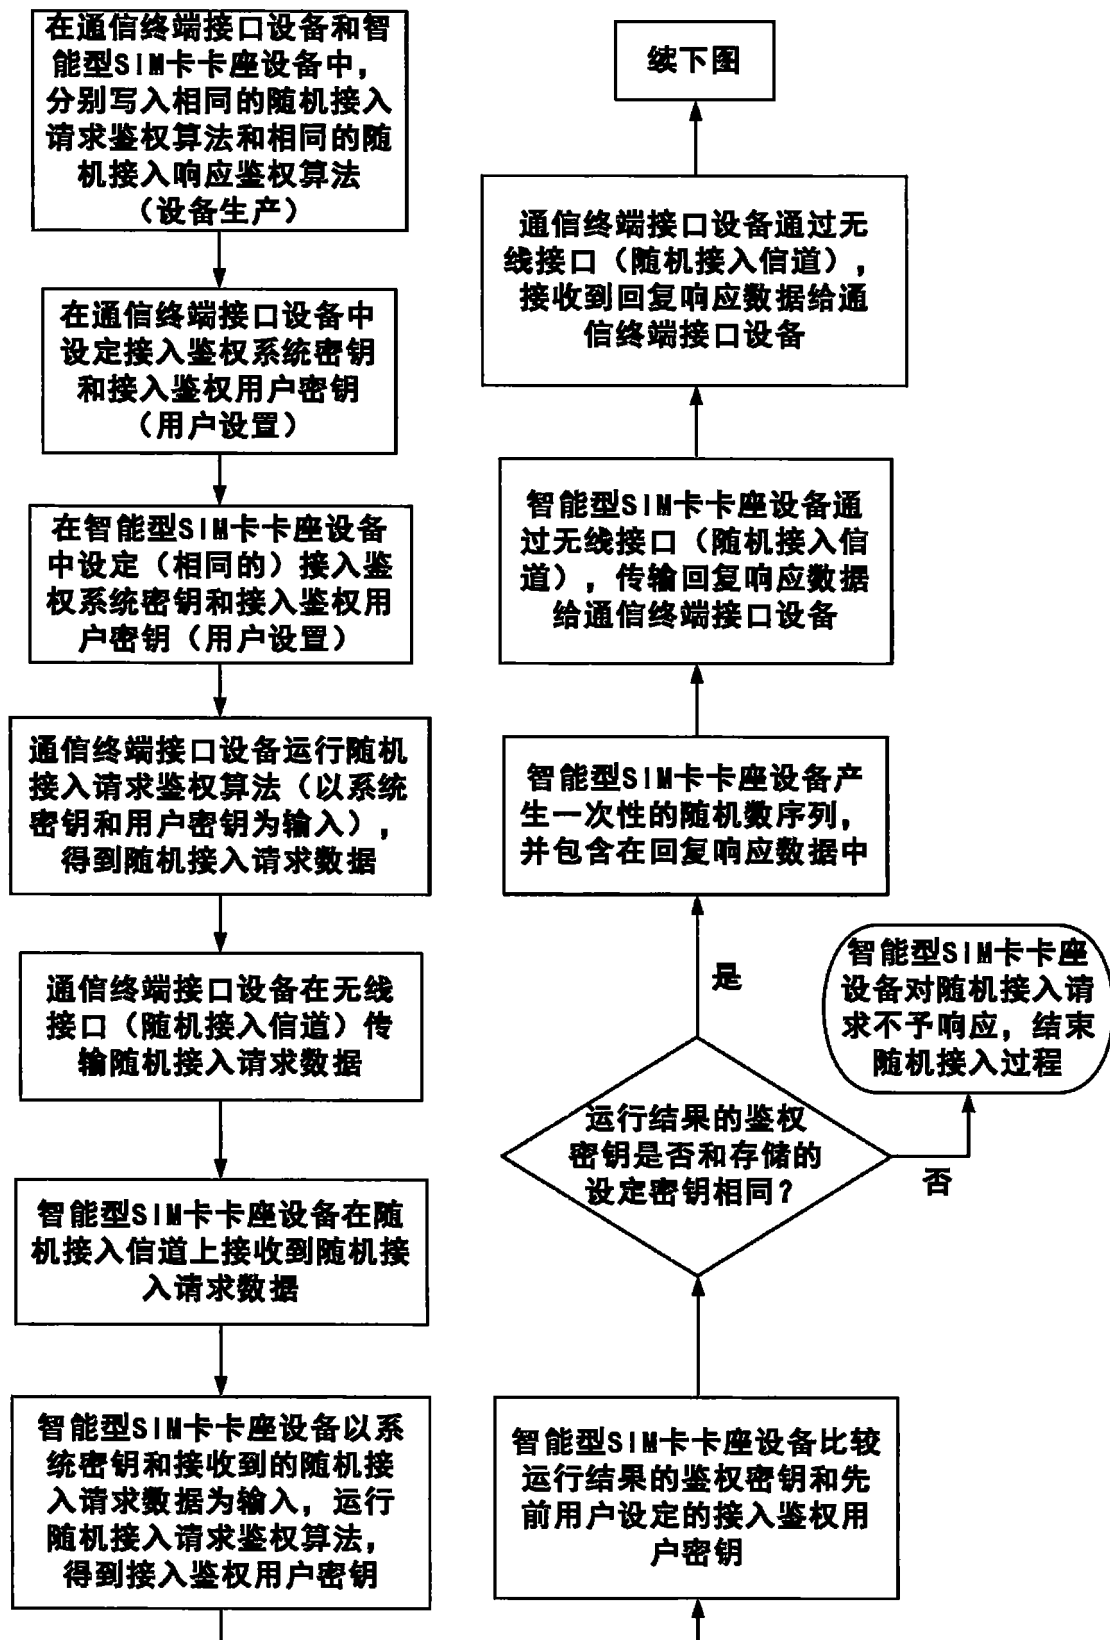 在通信终端接口设备和智
能型SIM卡卡座设备中，
分别写入相同的随机接入
请求鉴权算法和相同的随
机接入响应鉴权算法
（设备生产）
在通信终端接口设备中
设定接入鉴权系统密钥
和接入鉴权用户密钥
（用户设置）
在智能型SIM卡卡座设备
中设定（相同的）接入鉴
权系统密钥和接入鉴权用
户密钥（用户设置）
通信终端接口设备运行随机
接入请求鉴权算法（以系统
密钥和用户密钥为输入），
得到随机接入请求数据
通信终端接口设备在无线
接口（随机接入信道）传
输随机接入请求数据
智能型SIM卡卡座设备在随
机接入信道上接收到随机接
入请求数据
智能型SIM卡卡座设备以系
统密钥和接收到的随机接
入请求数据为输入，运行
随机接入请求鉴权算法，
得到接入鉴权用户密钥
智能型SIM卡卡座设备比较
运行结果的鉴权密钥和先
前用户设定的接入鉴权用
户密钥
运行结果的鉴权
密钥是否和存储的
设定密钥相同？
否
智能型SIM卡卡座
设备对随机接入请
求不予响应，结束
随机接入过程
是
智能型SIM卡卡座设备产
生一次性的随机数序列，
并包含在回复响应数据中
智能型SIM卡卡座设备通
过无线接口（随机接入信
道），传输回复响应数据
给通信终端接口设备
通信终端接口设备通过无
线接口（随机接入信道），
接收到回复响应数据给通
信终端接口设备
续下图